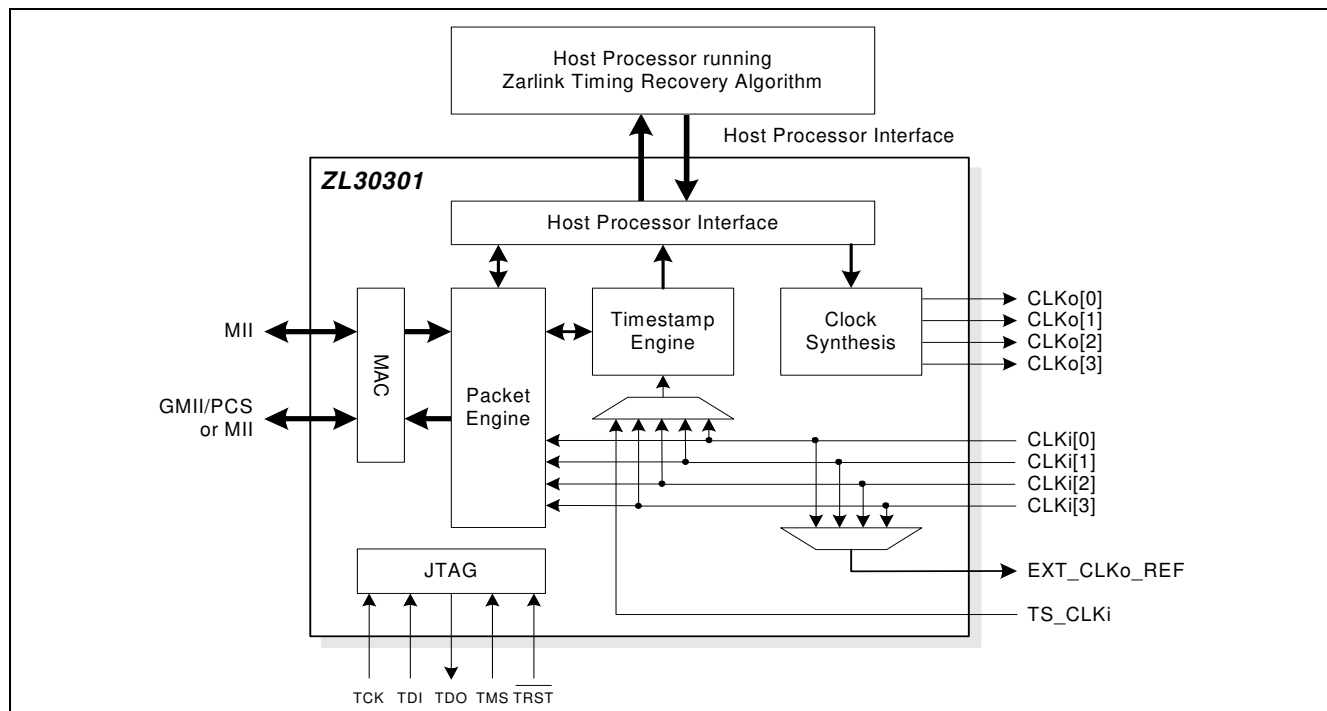 Host Processor running
Zarlink Timing Recovery Algorithm
Host Processor Interface
ZL30301
Host Processor Interface
MII
GMII/PCS
or MII
MAC
Packet
Engine
Timestamp
Engine
Clock
Synthesis
CLKo[0]
CLKo[1]
CLKo[2]
CLKo[3]
CLKi[0]
CLKi[1]
CLKi[2]
CLKi[3]
EXT_CLKo_REF
TS_CLKi
JTAG
TCK TDI TDO TMS TRST